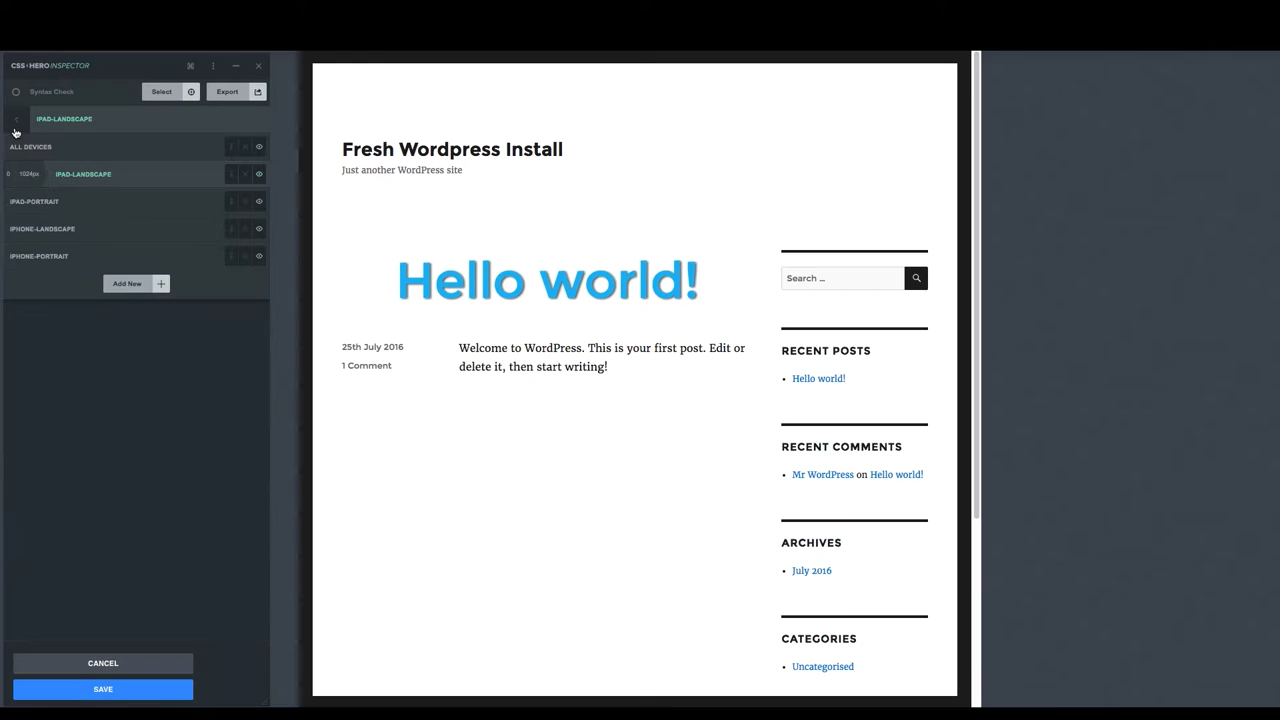 CSS HERO INSPECTOR
Syntax Check
Select
Export
IPAD-LANDSCAPE
ALL DEVICES
0 1024px IPAD-LANDSCAPE
IPAD-PORTRAIT
IPHONE-LANDSCAPE
IPHONE-PORTRAIT
Add New
CANCEL
SAVE
Fresh Wordpress Install
Just another WordPress site
Hello world!
25th July 2016
1 Comment
Welcome to WordPress. This is your first post. Edit or
delete it, then start writing!
Search ...
RECENT POSTS
Hello world!
RECENT COMMENTS
Mr WordPress on Hello world!
ARCHIVES
July 2016
CATEGORIES
Uncategorised